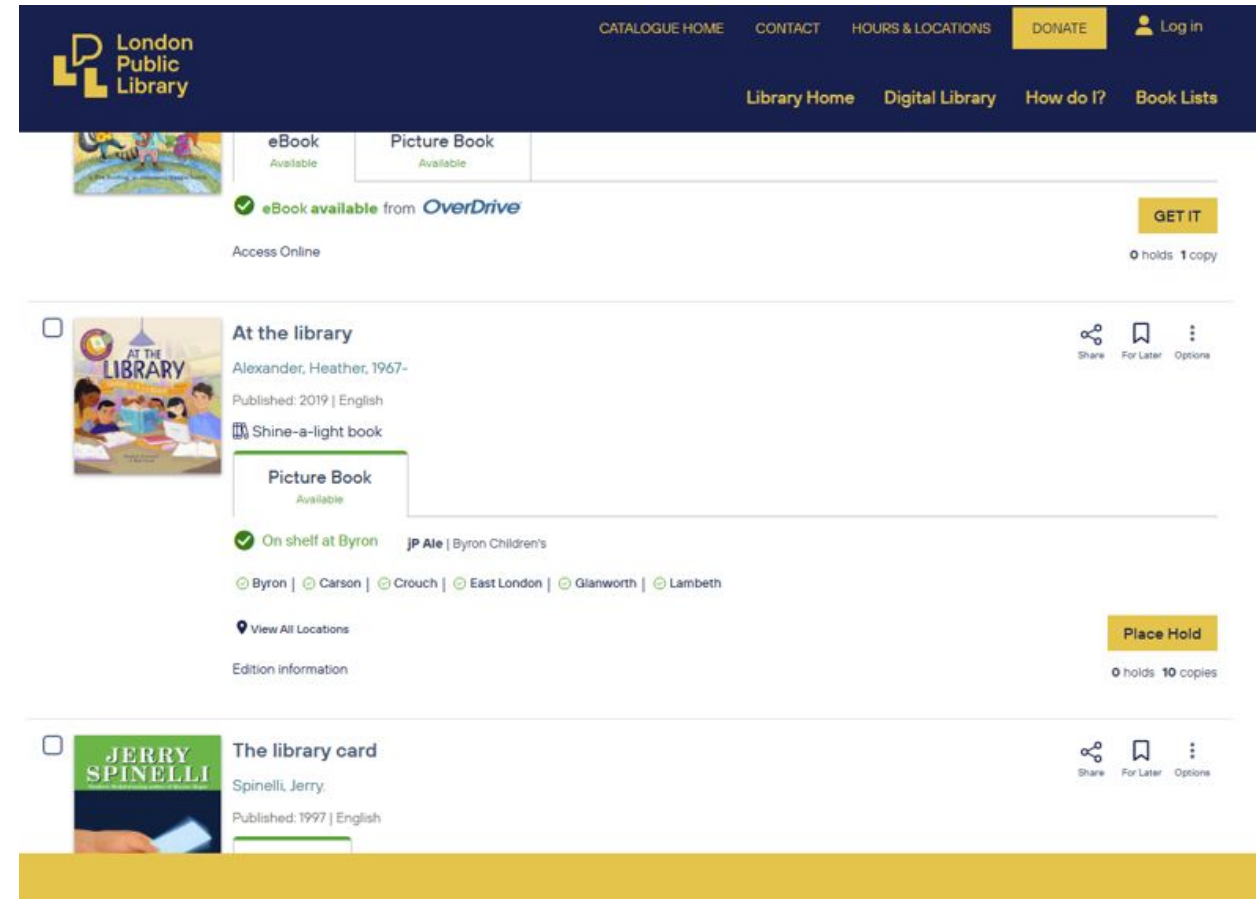 London
Public
Library
CATALOGUE HOME CONTACT HOURS & LOCATIONS DONATE Log in
Library Home Digital Library How do I? Book Lists
eBook Picture Book
Available Available
eBook available from OverDrive
GET IT
Access Online
0 holds 1 copy
AT THE
LIBRARY
At the library
Share For Later Options
Alexander, Heather, 1967-
Published: 2019 | English
Shine-a-light book
Picture Book
Available
On shelf at Byron jP Ale | Byron Children's
Byron | Carson | Crouch | East London | Glanworth | Lambeth
View All Locations
Place Hold
Edition information
0 holds 10 copies
JERRY
SPINELLI
The library card
Share For Later Options
Spinelli, Jerry.
Published: 1997 | English